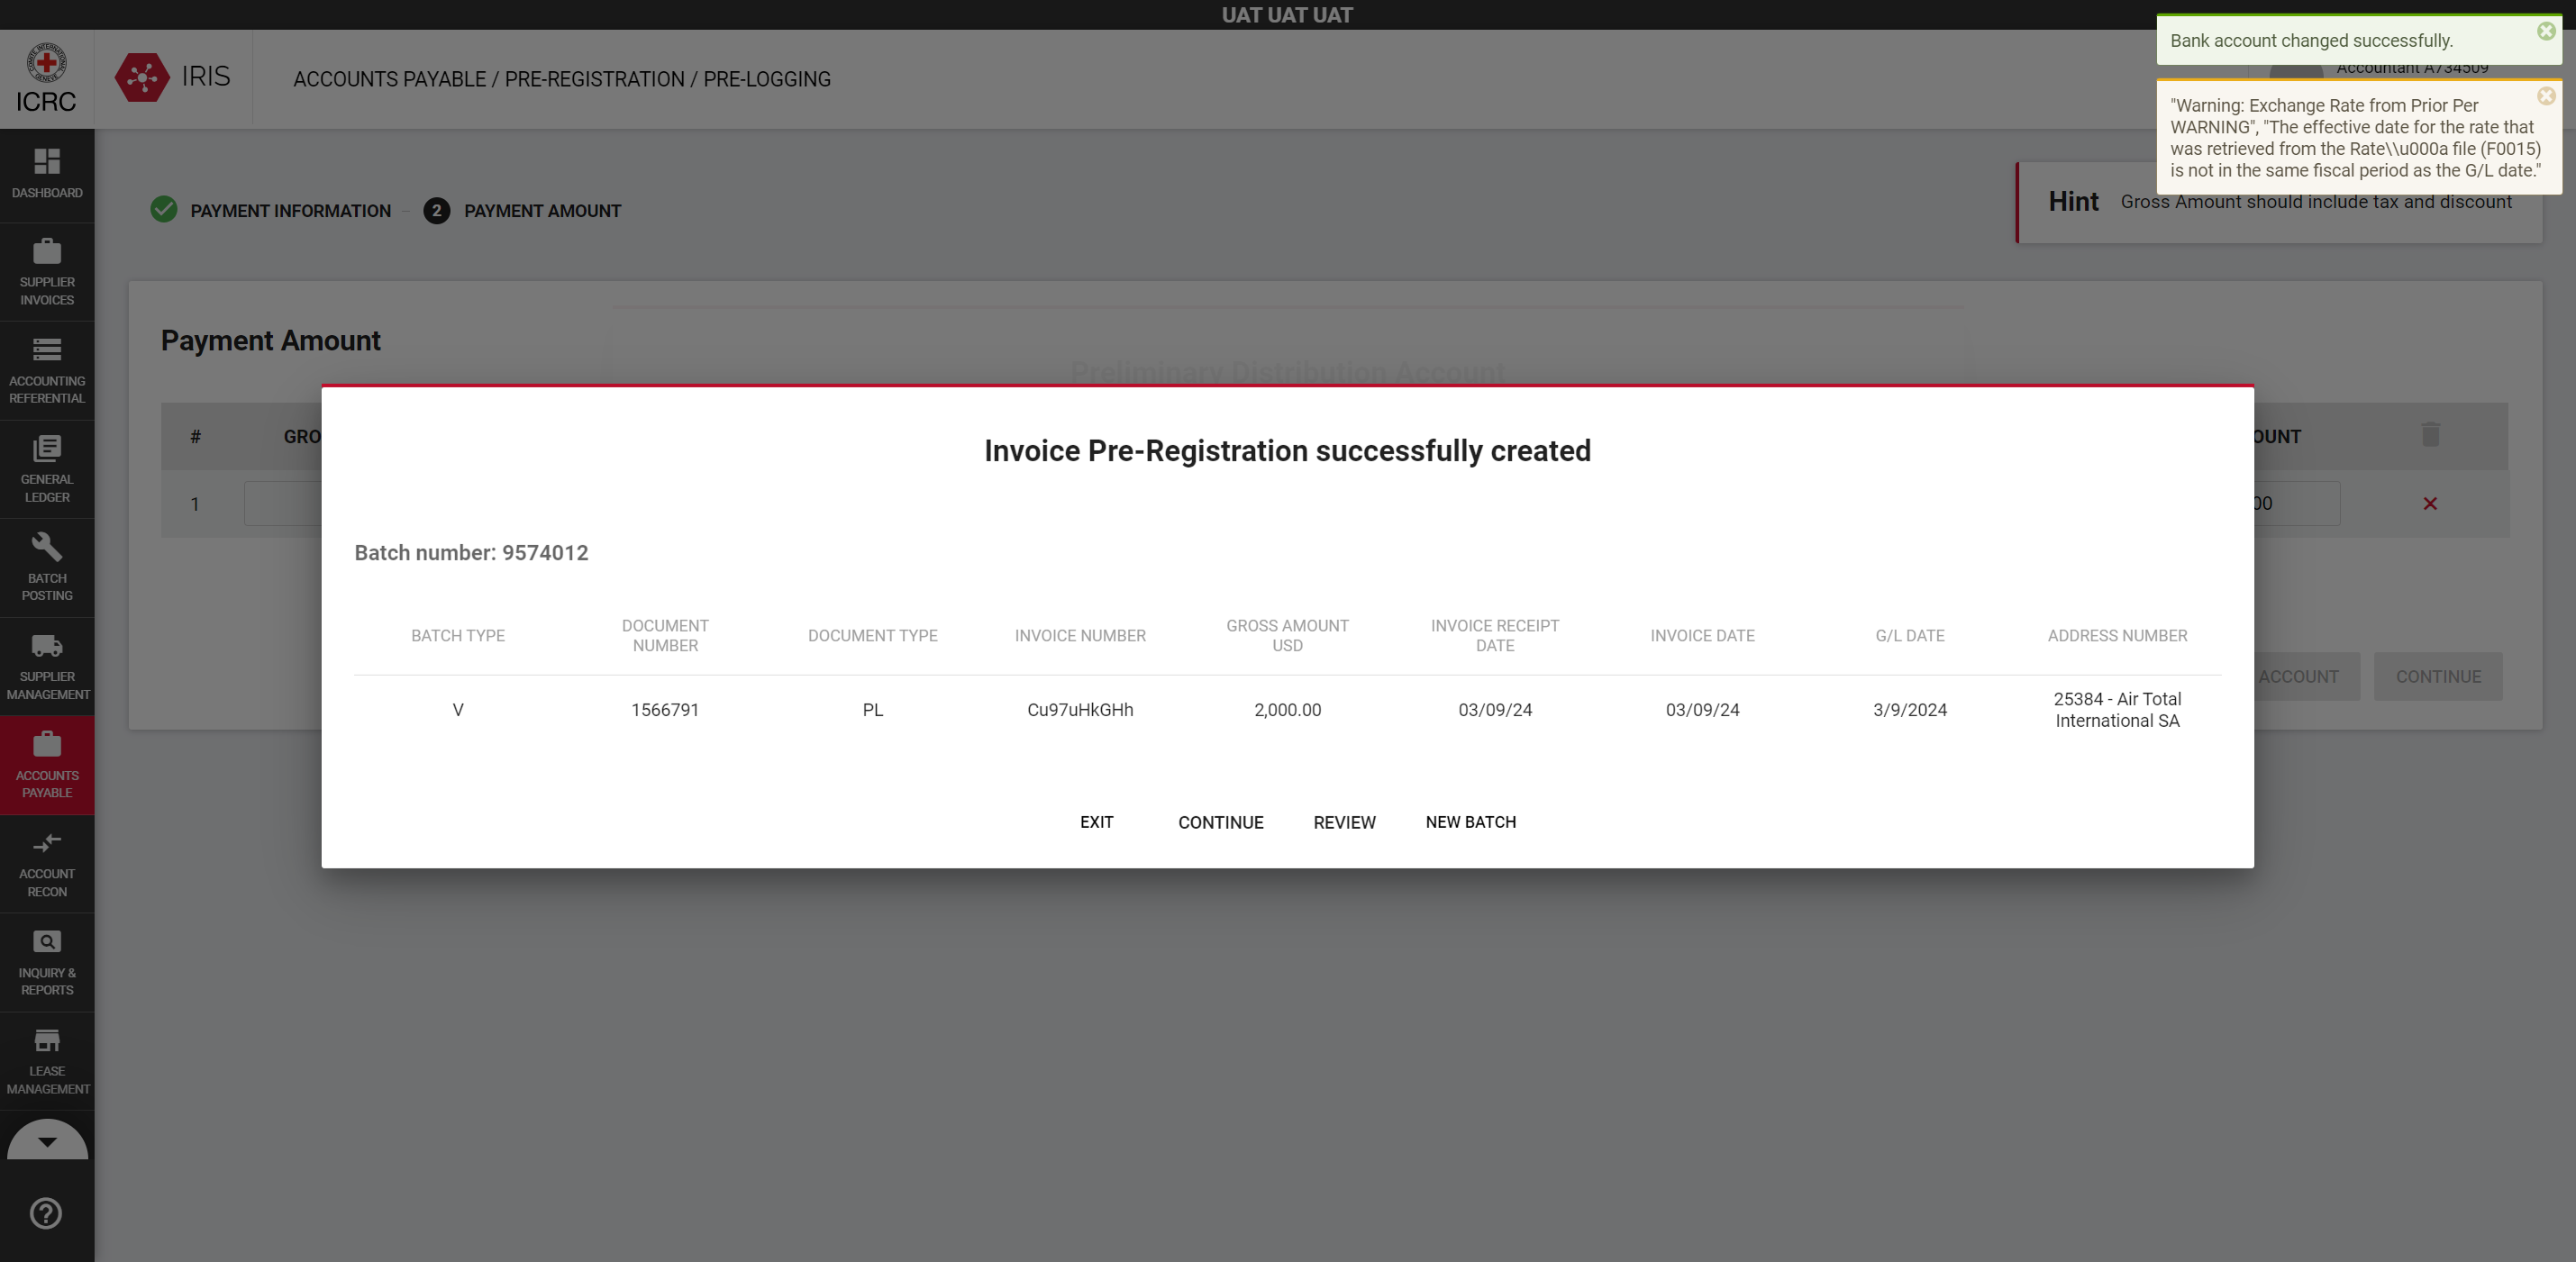 UAT UAT UAT
ICRC
IRIS
ACCOUNTS PAYABLE / PRE-REGISTRATION / PRE-LOGGING
Accountant A734509
Bank account changed successfully.
"Warning: Exchange Rate from Prior Per
WARNING", "The effective date for the rate that
was retrieved from the Rate\\u000a file (F0015)
is not in the same fiscal period as the G/L date."
DASHBOARD
SUPPLIER
INVOICES
ACCOUNTING
REFERENTIAL
GENERAL
LEDGER
BATCH
POSTING
SUPPLIER
MANAGEMENT
ACCOUNTS
PAYABLE
ACCOUNT
RECON
INQUIRY &
REPORTS
LEASE
MANAGEMENT
PAYMENT INFORMATION
2 PAYMENT AMOUNT
Hint Gross Amount should include tax and discount
Payment Amount
Preliminary Distribution Account
# GRO OUNT
1 00
ACCOUNT CONTINUE
Invoice Pre-Registration successfully created
Batch number: 9574012
BATCH TYPE
DOCUMENT
NUMBER
DOCUMENT TYPE
INVOICE NUMBER
GROSS AMOUNT
USD
INVOICE RECEIPT
DATE
INVOICE DATE
G/L DATE
ADDRESS NUMBER
V 1566791 PL Cu97uHkGHh 2,000.00 03/09/24 03/09/24 3/9/2024
25384 - Air Total
International SA
EXIT CONTINUE REVIEW NEW BATCH